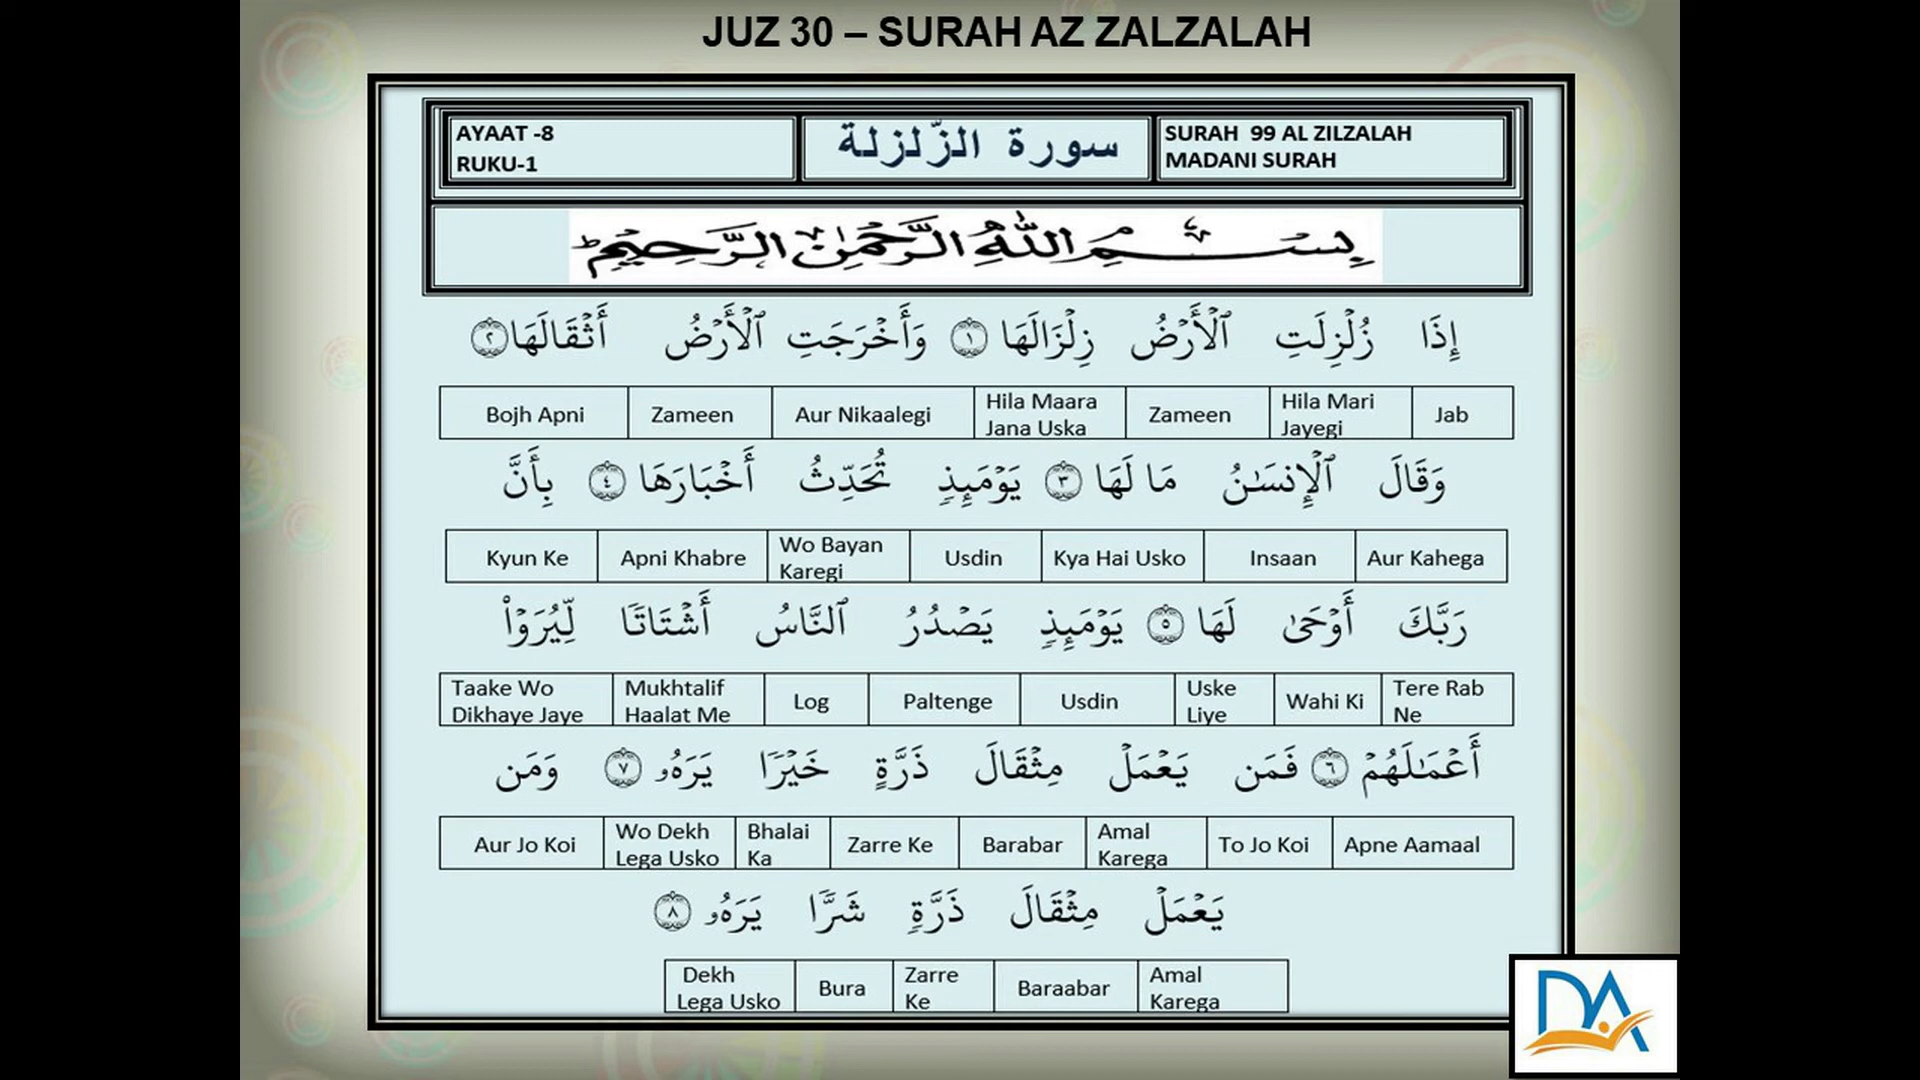 JUZ 30 – SURAH AZ ZALZALAH
AYAAT -8
RUKU-1
سورة الزّلزلة
SURAH 99 AL ZILZALAH
MADANI SURAH
بِسْمِ اللهِ الرَّحْمٰنِ الرَّحِيْمِ ط
إِذَا زُلْزِلَتِ ٱلْأَرْضُ زِلْزَالَهَا ١ وَأَخْرَجَتِ ٱلْأَرْضُ أَثْقَالَهَا ٢
Bojh Apni | Zameen | Aur Nikaalegi | Hila Maara Jana Uska | Zameen | Hila Mari Jayegi | Jab
وَقَالَ ٱلْإِنسَـٰنُ مَا لَهَا ٣ يَوْمَئِذٍ تُحَدِّثُ أَخْبَارَهَا ٤ بِأَنَّ
Kyun Ke | Apni Khabre | Wo Bayan Karegi | Usdin | Kya Hai Usko | Insaan | Aur Kahega
رَبَّكَ أَوْحَىٰ لَهَا ٥ يَوْمَئِذٍ يَصْدُرُ ٱلنَّاسُ أَشْتَاتًا لِّيُرَوْا۟
Taake Wo Dikhaye Jaye | Mukhtalif Haalat Me | Log | Paltenge | Usdin | Uske Liye | Wahi Ki | Tere Rab Ne
أَعْمَـٰلَهُمْ ٦ فَمَن يَعْمَلْ مِثْقَالَ ذَرَّةٍ خَيْرًا يَرَهُۥ ٧ وَمَن
Aur Jo Koi | Wo Dekh Lega Usko | Bhalai Ka | Zarre Ke | Barabar | Amal Karega | To Jo Koi | Apne Aamaal
يَعْمَلْ مِثْقَالَ ذَرَّةٍ شَرًّا يَرَهُۥ ٨
Dekh Lega Usko | Bura | Zarre Ke | Baraabar | Amal Karega
DA